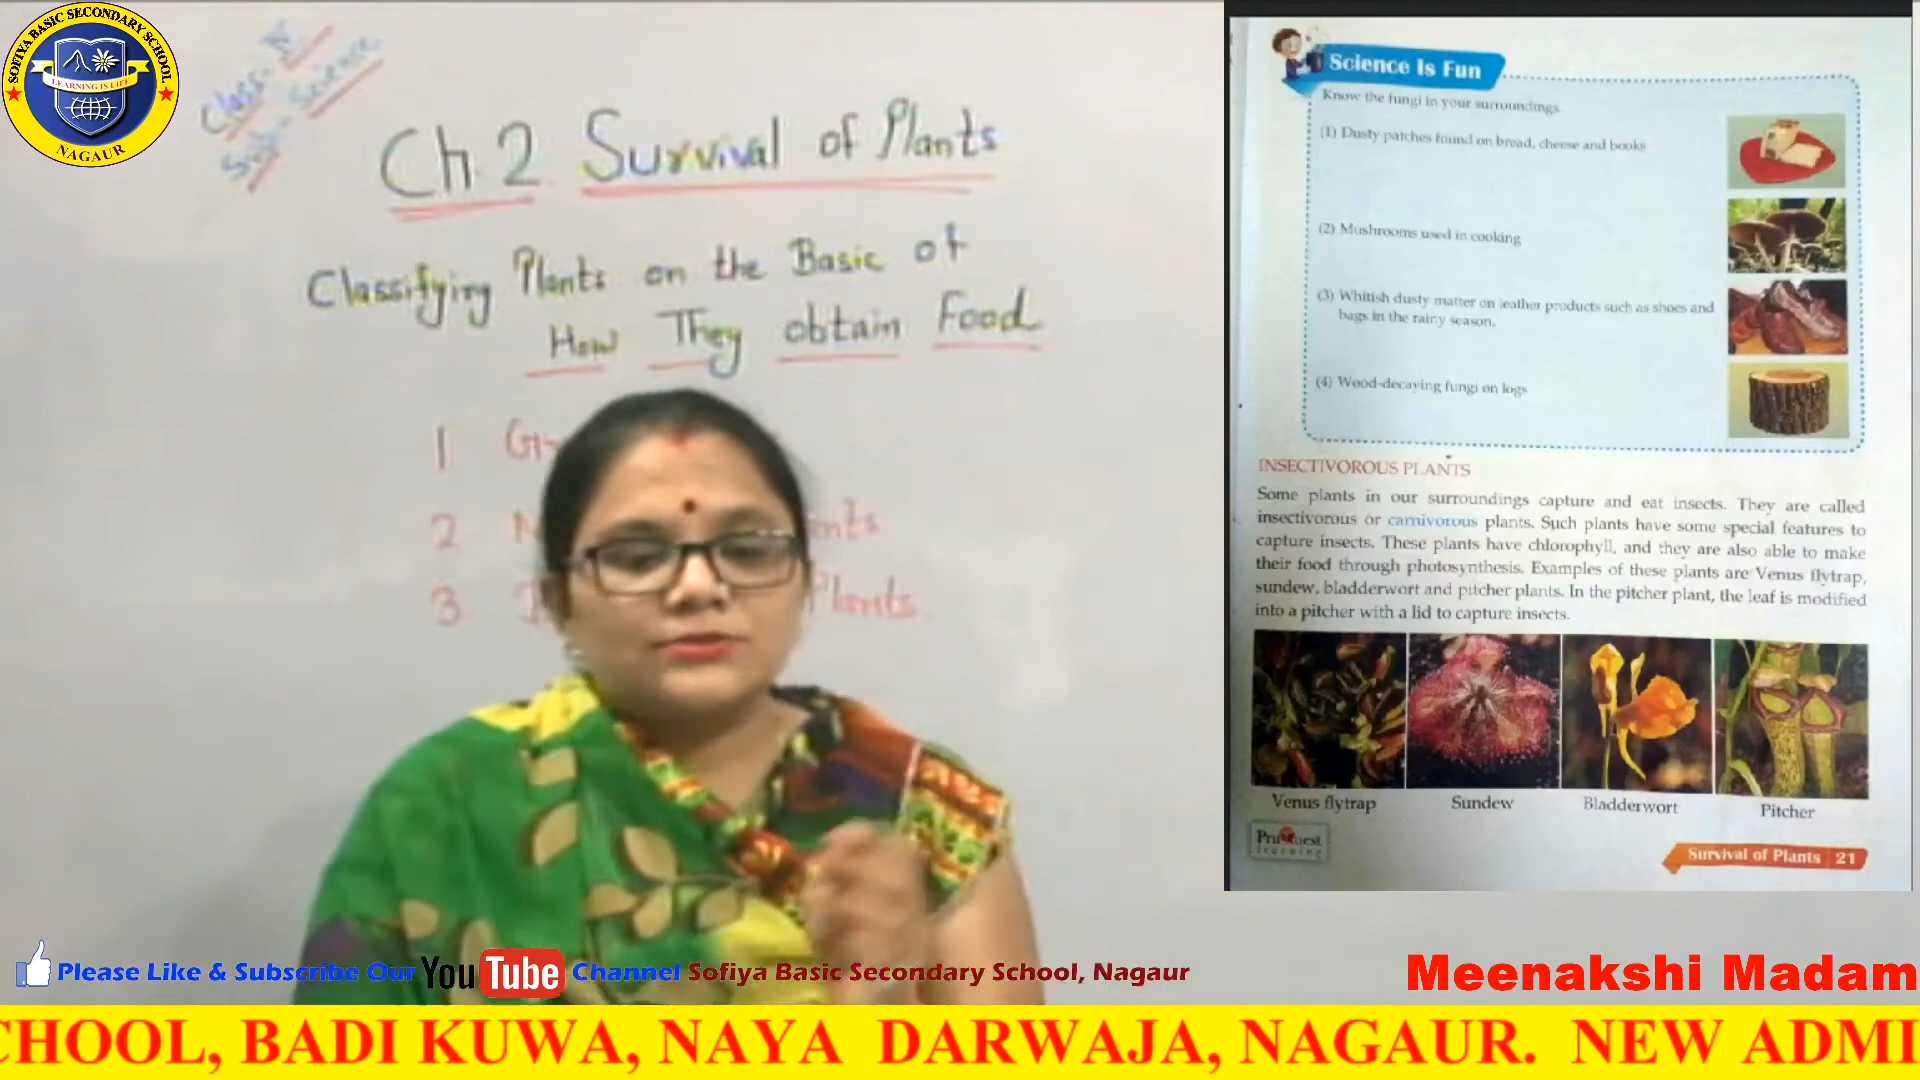 SOFIYA BASIC SECONDARY SCHOOL
LEARNING IS LIFE
NAGAUR
Class-
Sub- Science
Ch. 2 Survival of Plants
Classifying Plants on the Basic of
How They obtain Food
1.
2
3 Plants.
Science Is Fun
Know the fungi in your surroundings.
(1) Dusty patches found on bread, cheese and books
(2) Mushrooms used in cooking
(3) Whitish dusty matter on leather products such as shoes and
bags in the rainy season.
(4) Wood-decaying fungi on logs
INSECTIVOROUS PLANTS
Some plants in our surroundings capture and eat insects. They are called
insectivorous or carnivorous plants. Such plants have some special features to
capture insects. These plants have chlorophyll, and they are also able to make
their food through photosynthesis. Examples of these plants are Venus flytrap,
sundew, bladderwort and pitcher plants. In the pitcher plant, the leaf is modified
into a pitcher with a lid to capture insects.
Venus flytrap Sundew Bladderwort Pitcher
PruQuest
learning
Survival of Plants 21
Please Like & Subscribe Our YouTube Channel Sofiya Basic Secondary School, Nagaur
Meenakshi Madam
CHOOL, BADI KUWA, NAYA DARWAJA, NAGAUR. NEW ADMI